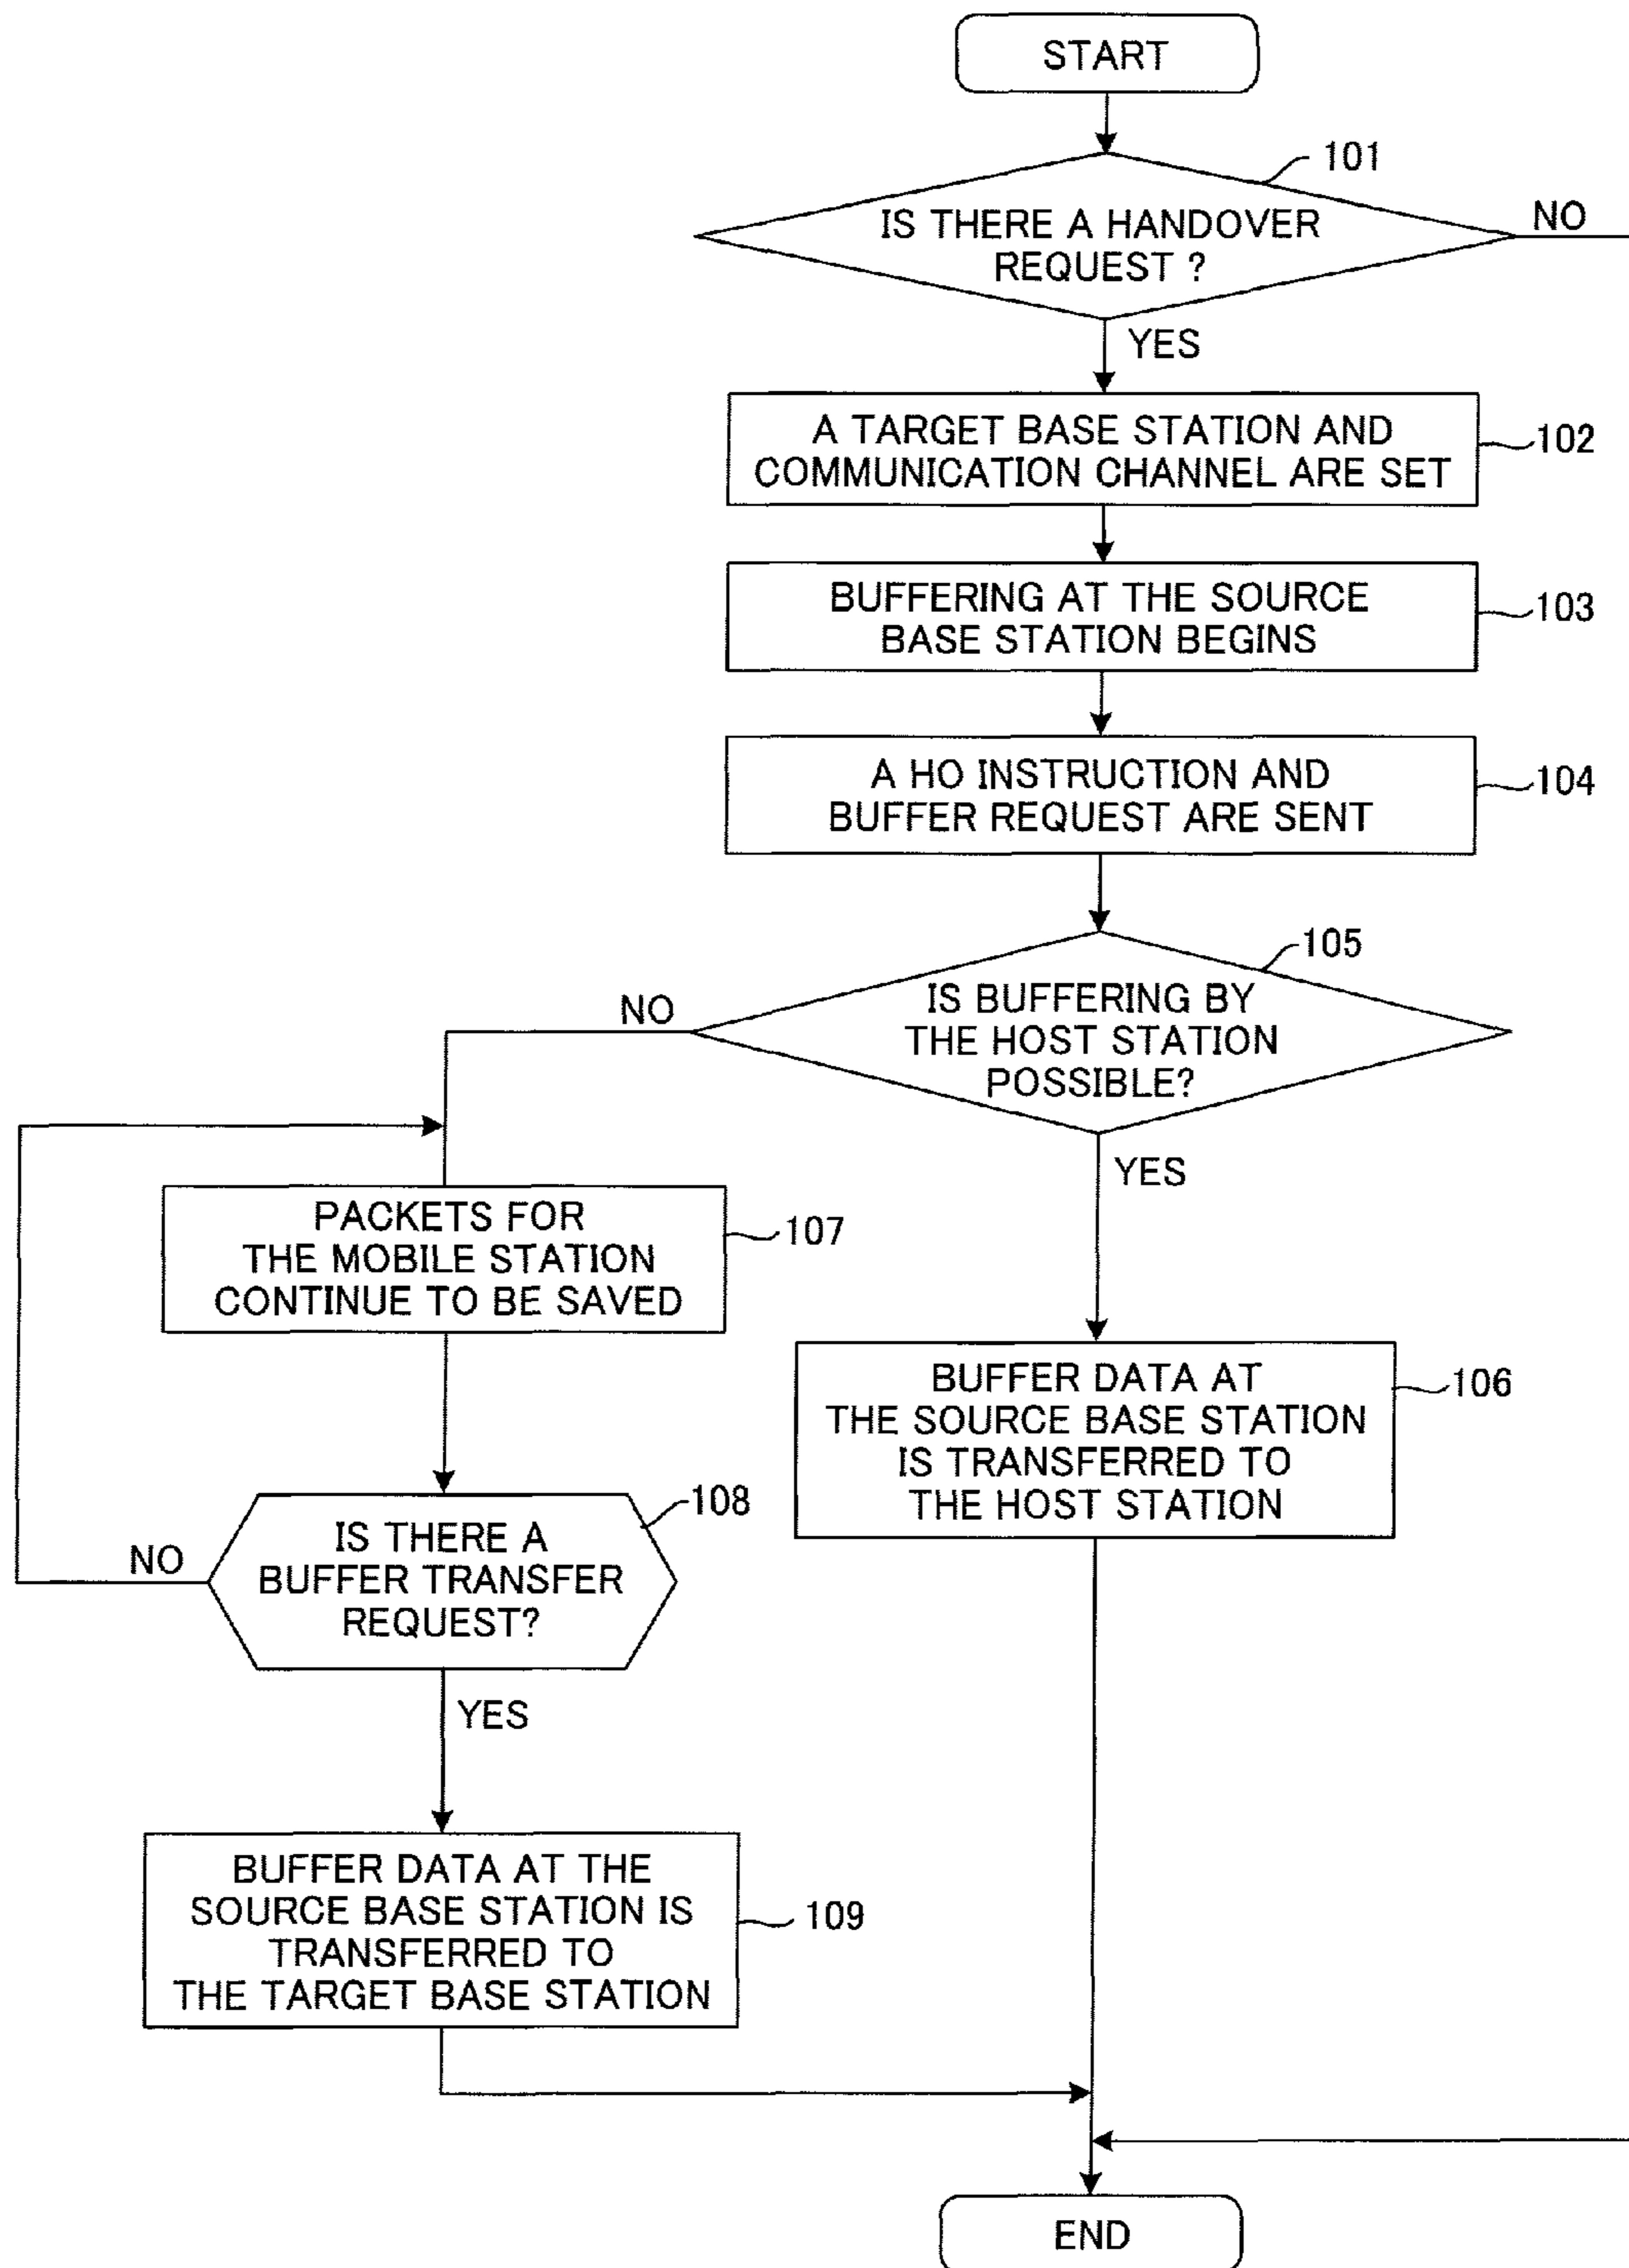 START
101
IS THERE A HANDOVER
REQUEST ?
NO
YES
A TARGET BASE STATION AND
COMMUNICATION CHANNEL ARE SET
102
BUFFERING AT THE SOURCE
BASE STATION BEGINS
103
A HO INSTRUCTION AND
BUFFER REQUEST ARE SENT
104
105
IS BUFFERING BY
THE HOST STATION
POSSIBLE?
NO
YES
PACKETS FOR
THE MOBILE STATION
CONTINUE TO BE SAVED
107
BUFFER DATA AT
THE SOURCE BASE STATION
IS TRANSFERRED TO
THE HOST STATION
106
108
IS THERE A
BUFFER TRANSFER
REQUEST?
NO
YES
BUFFER DATA AT THE
SOURCE BASE STATION IS
TRANSFERRED TO
THE TARGET BASE STATION
109
END